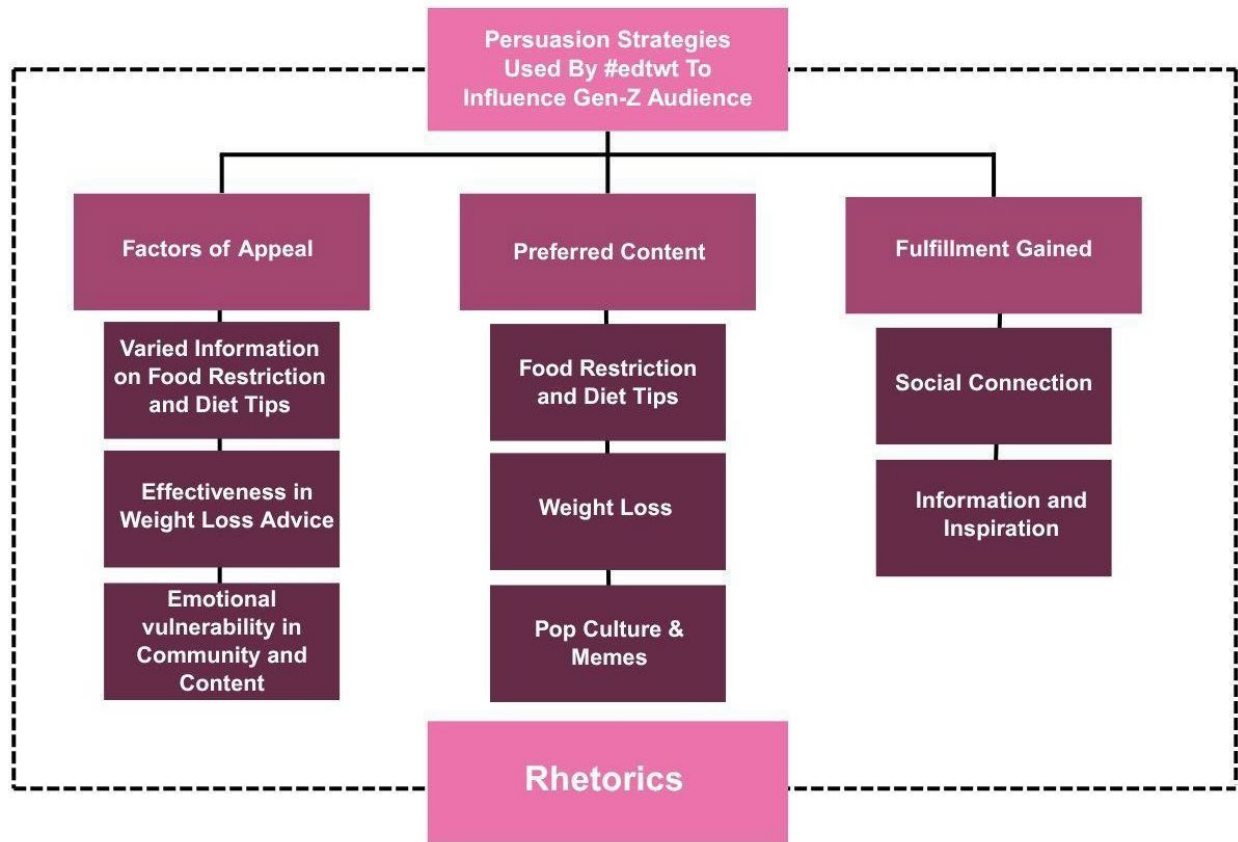 Persuasion Strategies
Used By #edtwt To
Influence Gen-Z Audience
Factors of Appeal
Varied Information
on Food Restriction
and Diet Tips
Effectiveness in
Weight Loss Advice
Emotional
vulnerability in
Community and
Content
Preferred Content
Food Restriction
and Diet Tips
Weight Loss
Pop Culture &
Memes
Fulfillment Gained
Social Connection
Information and
Inspiration
Rhetorics